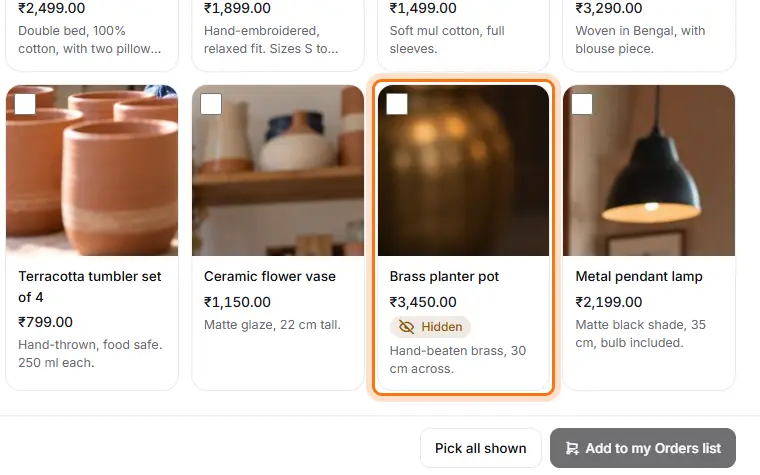 ₹2,499.00
Double bed, 100%
cotton, with two pillow...
₹1,899.00
Hand-embroidered,
relaxed fit. Sizes S to...
₹1,499.00
Soft mul cotton, full
sleeves.
₹3,290.00
Woven in Bengal, with
blouse piece.
Terracotta tumbler set
of 4
₹799.00
Hand-thrown, food safe.
250 ml each.
Ceramic flower vase
₹1,150.00
Matte glaze, 22 cm tall.
Brass planter pot
₹3,450.00
Hidden
Hand-beaten brass, 30
cm across.
Metal pendant lamp
₹2,199.00
Matte black shade, 35
cm, bulb included.
Pick all shown
Add to my Orders list